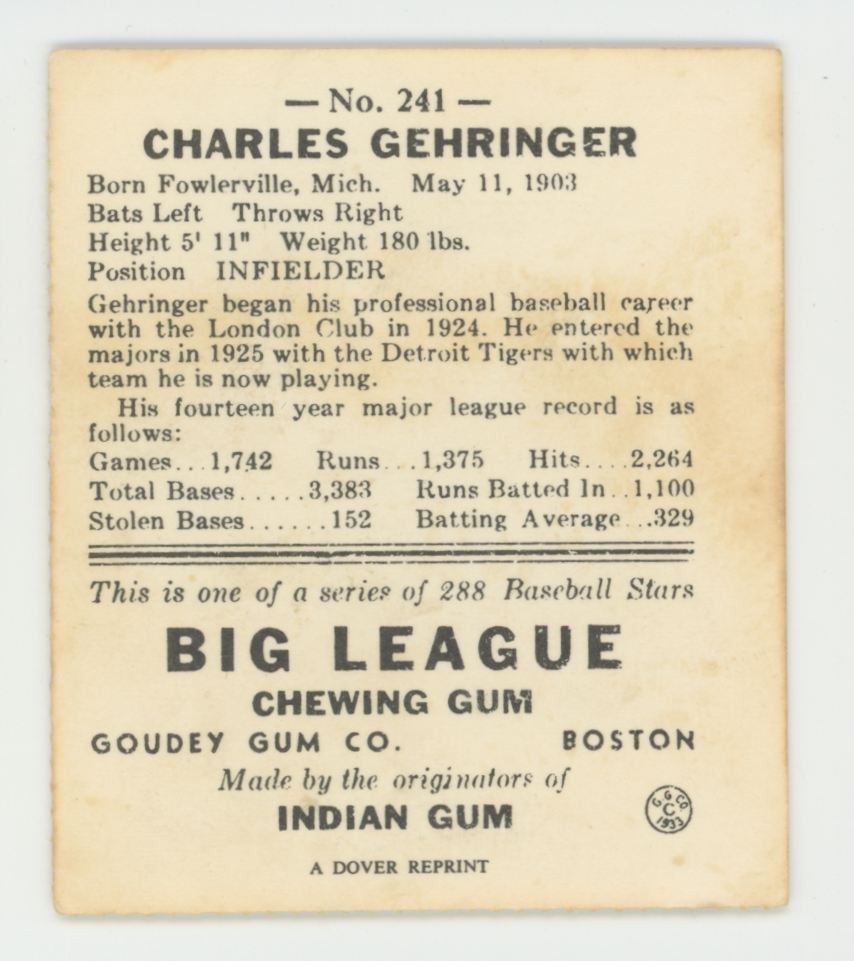 — No. 241 —
CHARLES GEHRINGER
Born Fowlerville, Mich. May 11, 1903
Bats Left Throws Right
Height 5' 11" Weight 180 lbs.
Position INFIELDER
Gehringer began his professional baseball career
with the London Club in 1924. He entered the
majors in 1925 with the Detroit Tigers with which
team he is now playing.
His fourteen year major league record is as
follows:
Games...1,742 Runs...1,375 Hits....2,264
Total Bases.....3,383 Runs Batted In..1,100
Stolen Bases......152 Batting Average...329
This is one of a series of 288 Baseball Stars
BIG LEAGUE
CHEWING GUM
GOUDEY GUM CO. BOSTON
Made by the originators of
INDIAN GUM
G.G.CO.
C
1933
A DOVER REPRINT